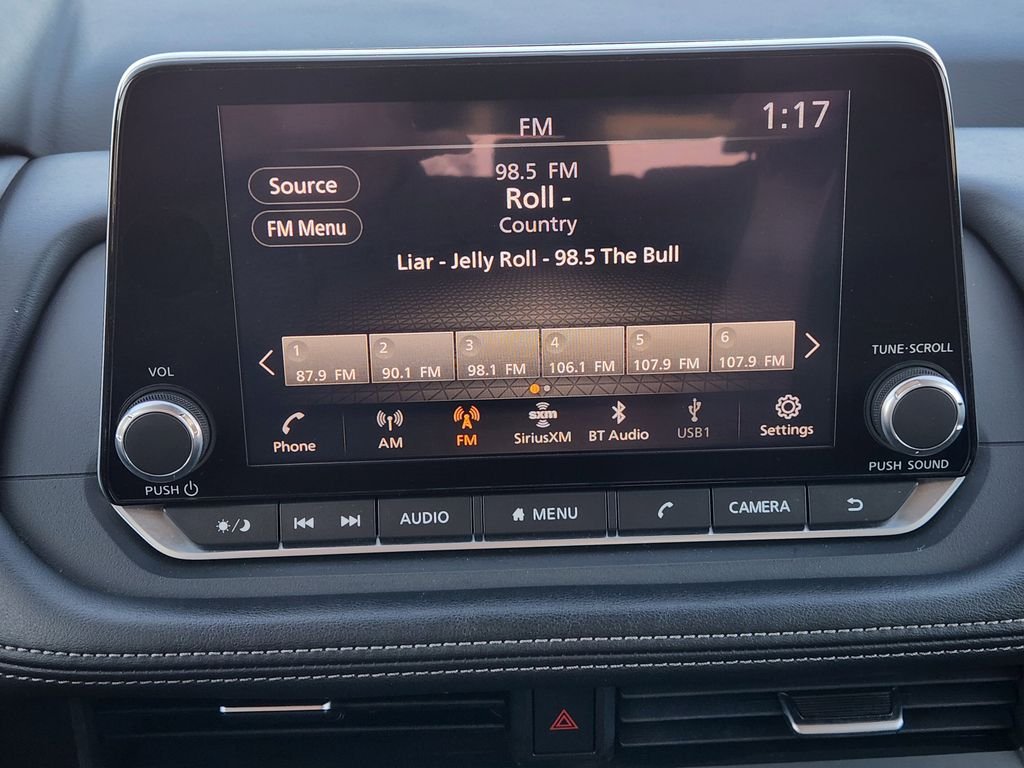 FM
1:17
Source
98.5 FM
Roll -
FM Menu
Country
Liar - Jelly Roll - 98.5 The Bull
1 2 3 4 5 6
87.9 FM 90.1 FM 98.1 FM 106.1 FM 107.9 FM 107.9 FM
Phone AM FM sxm SiriusXM BT Audio USB1 Settings
VOL
TUNE·SCROLL
PUSH
PUSH SOUND
AUDIO MENU CAMERA